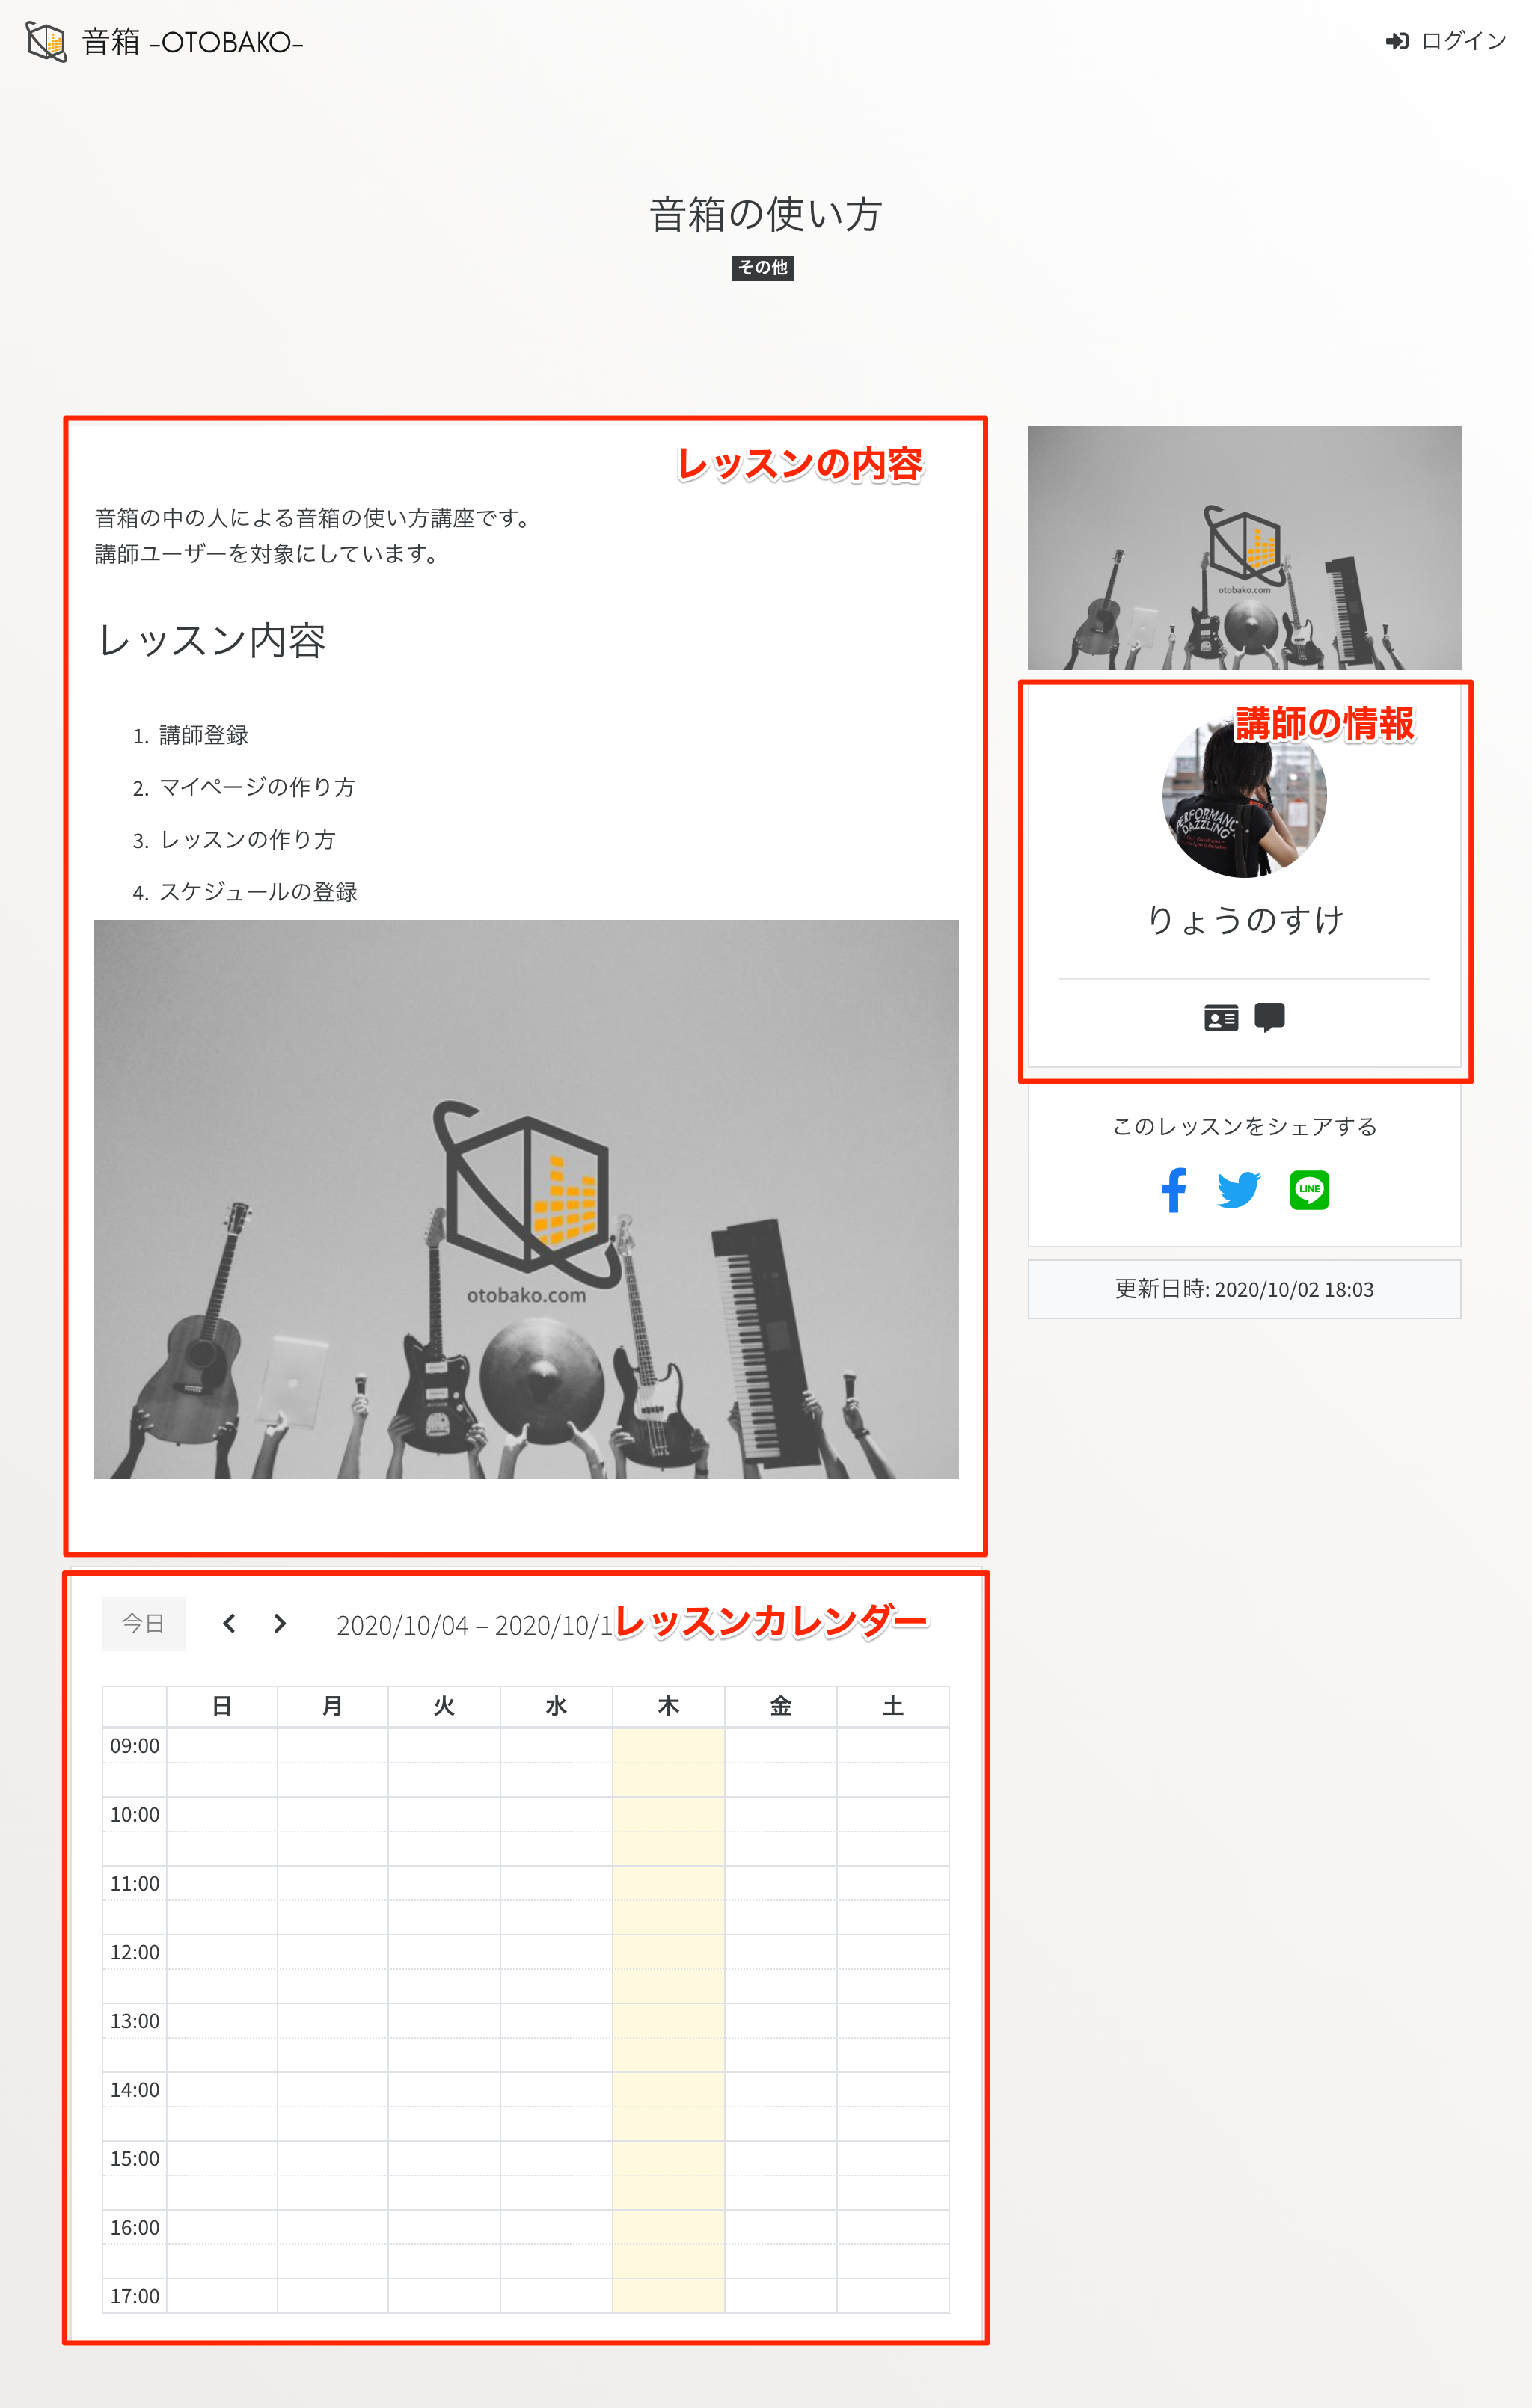 音箱 -OTOBAKO-
ログイン
音箱の使い方
その他
レッスンの内容
音箱の中の人による音箱の使い方講座です。
講師ユーザーを対象にしています。
レッスン内容
1. 講師登録
2. マイページの作り方
3. レッスンの作り方
4. スケジュールの登録
otobako.com
otobako.com
講師の情報
PERFORMANC
DAZZLING
りょうのすけ
このレッスンをシェアする
LINE
更新日時: 2020/10/02 18:03
今日
2020/10/04 – 2020/10/1
レッスンカレンダー
日 月 火 水 木 金 土
09:00
10:00
11:00
12:00
13:00
14:00
15:00
16:00
17:00